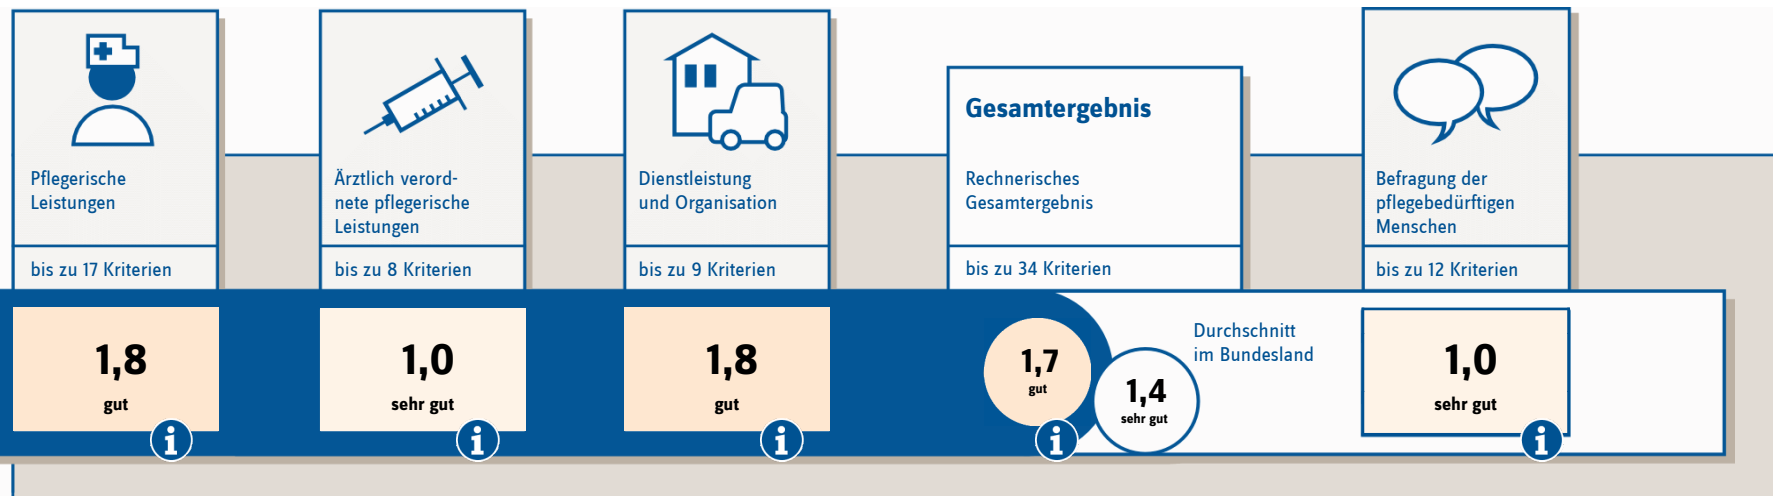 Pflegerische
Leistungen
bis zu 17 Kriterien
1,8
gut
i
Ärztlich verord-
nete pflegerische
Leistungen
bis zu 8 Kriterien
1,0
sehr gut
i
Dienstleistung
und Organisation
bis zu 9 Kriterien
1,8
gut
i
Gesamtergebnis
Rechnerisches
Gesamtergebnis
bis zu 34 Kriterien
1,7
gut
i
1,4
sehr gut
Durchschnitt
im Bundesland
Befragung der
pflegebedürftigen
Menschen
bis zu 12 Kriterien
1,0
sehr gut
i